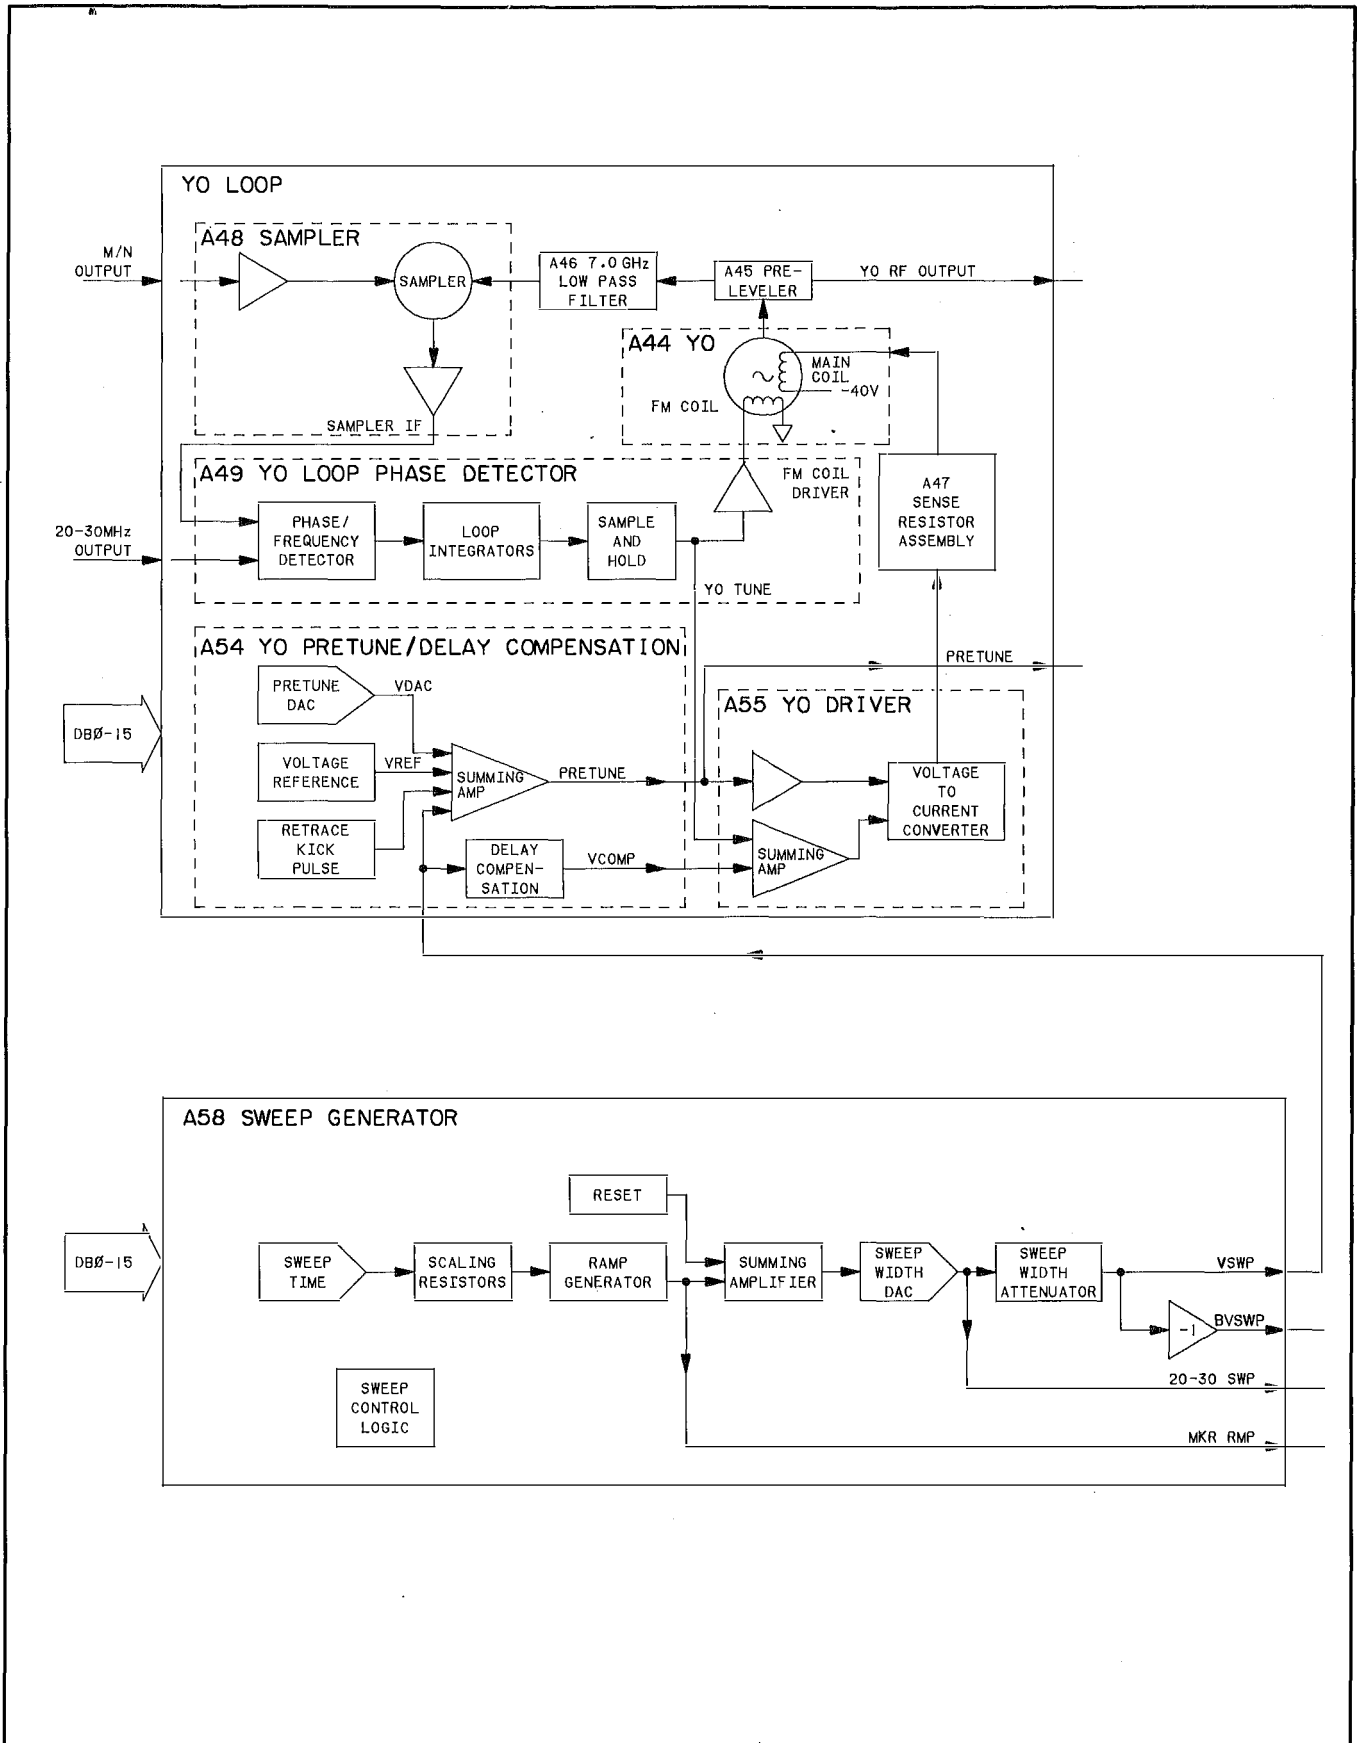 YO LOOP
A48 SAMPLER
M/N
OUTPUT
SAMPLER
A46 7.0 GHz
LOW PASS
FILTER
A45 PRE-
LEVELER
YO RF OUTPUT
A44 YO
MAIN
COIL
-40V
FM COIL
SAMPLER IF
A49 YO LOOP PHASE DETECTOR
FM COIL
DRIVER
A47
SENSE
RESISTOR
ASSEMBLY
20-30MHz
OUTPUT
PHASE/
FREQUENCY
DETECTOR
LOOP
INTEGRATORS
SAMPLE
AND
HOLD
YO TUNE
A54 YO PRETUNE/DELAY COMPENSATION
PRETUNE
PRETUNE
DAC
VDAC
A55 YO DRIVER
DBØ-15
VOLTAGE
REFERENCE
VREF
SUMMING
AMP
PRETUNE
VOLTAGE
TO
CURRENT
CONVERTER
RETRACE
KICK
PULSE
DELAY
COMPEN-
SATION
VCOMP
SUMMING
AMP
A58 SWEEP GENERATOR
RESET
DBØ-15
SWEEP
TIME
SCALING
RESISTORS
RAMP
GENERATOR
SUMMING
AMPLIFIER
SWEEP
WIDTH
DAC
SWEEP
WIDTH
ATTENUATOR
VSWP
-1
BVSWP
20-30 SWP
SWEEP
CONTROL
LOGIC
MKR RMP